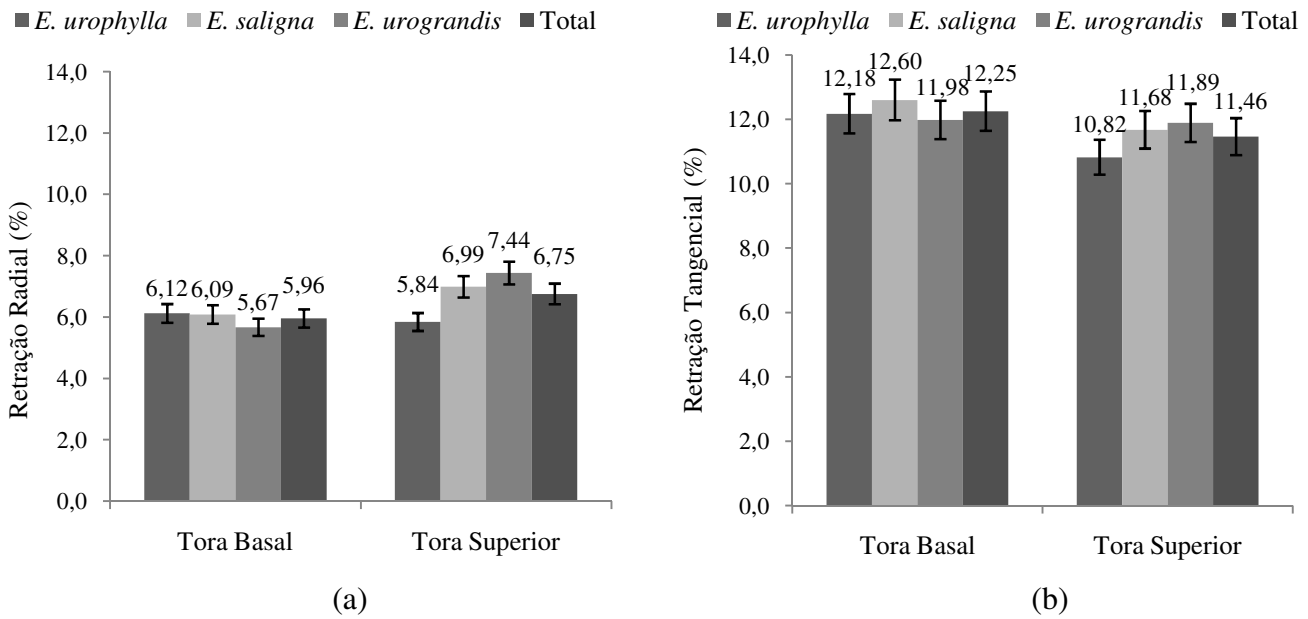 E. urophylla E. saligna E. urograndis Total
Retração Radial (%)
14,0
12,0
10,0
8,0
6,0
4,0
2,0
0,0
6,12 6,09 5,67 5,96
5,84 6,99 7,44 6,75
Tora Basal Tora Superior
(a)
E. urophylla E. saligna E. urograndis Total
Retração Tangencial (%)
14,0
12,0
10,0
8,0
6,0
4,0
2,0
0,0
12,18 12,60 11,98 12,25
10,82 11,68 11,89 11,46
Tora Basal Tora Superior
(b)